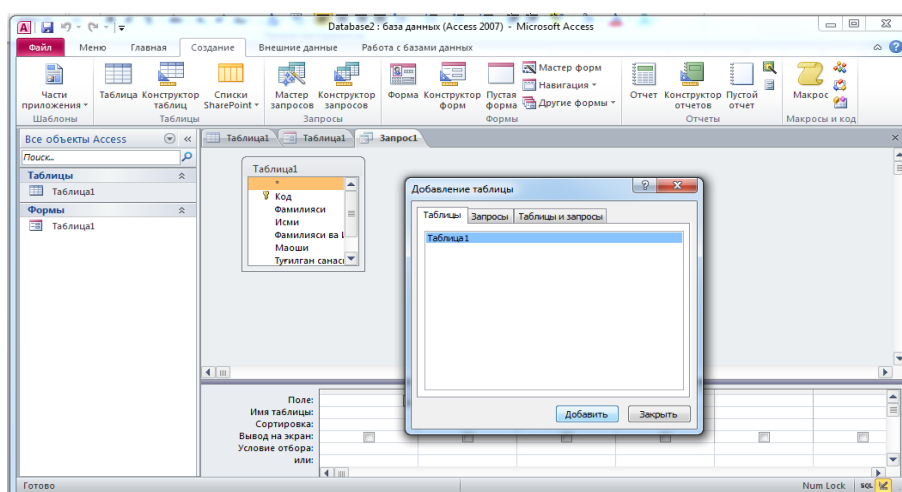 Database2 : база данных (Access 2007) - Microsoft Access
Файл Меню Главная Создание Внешние данные Работа с базами данных
Части приложения
Таблица
Конструктор таблиц
Списки SharePoint
Мастер запросов
Конструктор запросов
Форма
Конструктор форм
Пустая форма
Мастер форм
Навигация
Другие формы
Отчет
Конструктор отчетов
Пустой отчет
Макрос
Шаблоны Таблицы Запросы Формы Отчеты Макросы и код
Все объекты Access
Поиск...
Таблицы
Таблица1
Формы
Таблица1
Таблица1 Таблица1 Запрос1
Таблица1
*
Код
Фамилияси
Исми
Фамилияси ва
Маоши
Туғилган санаси
Добавление таблицы
Таблицы Запросы Таблицы и запросы
Таблица1
Добавить Закрыть
Поле:
Имя таблицы:
Сортировка:
Вывод на экран:
Условие отбора:
или:
Готово
Num Lock SQL